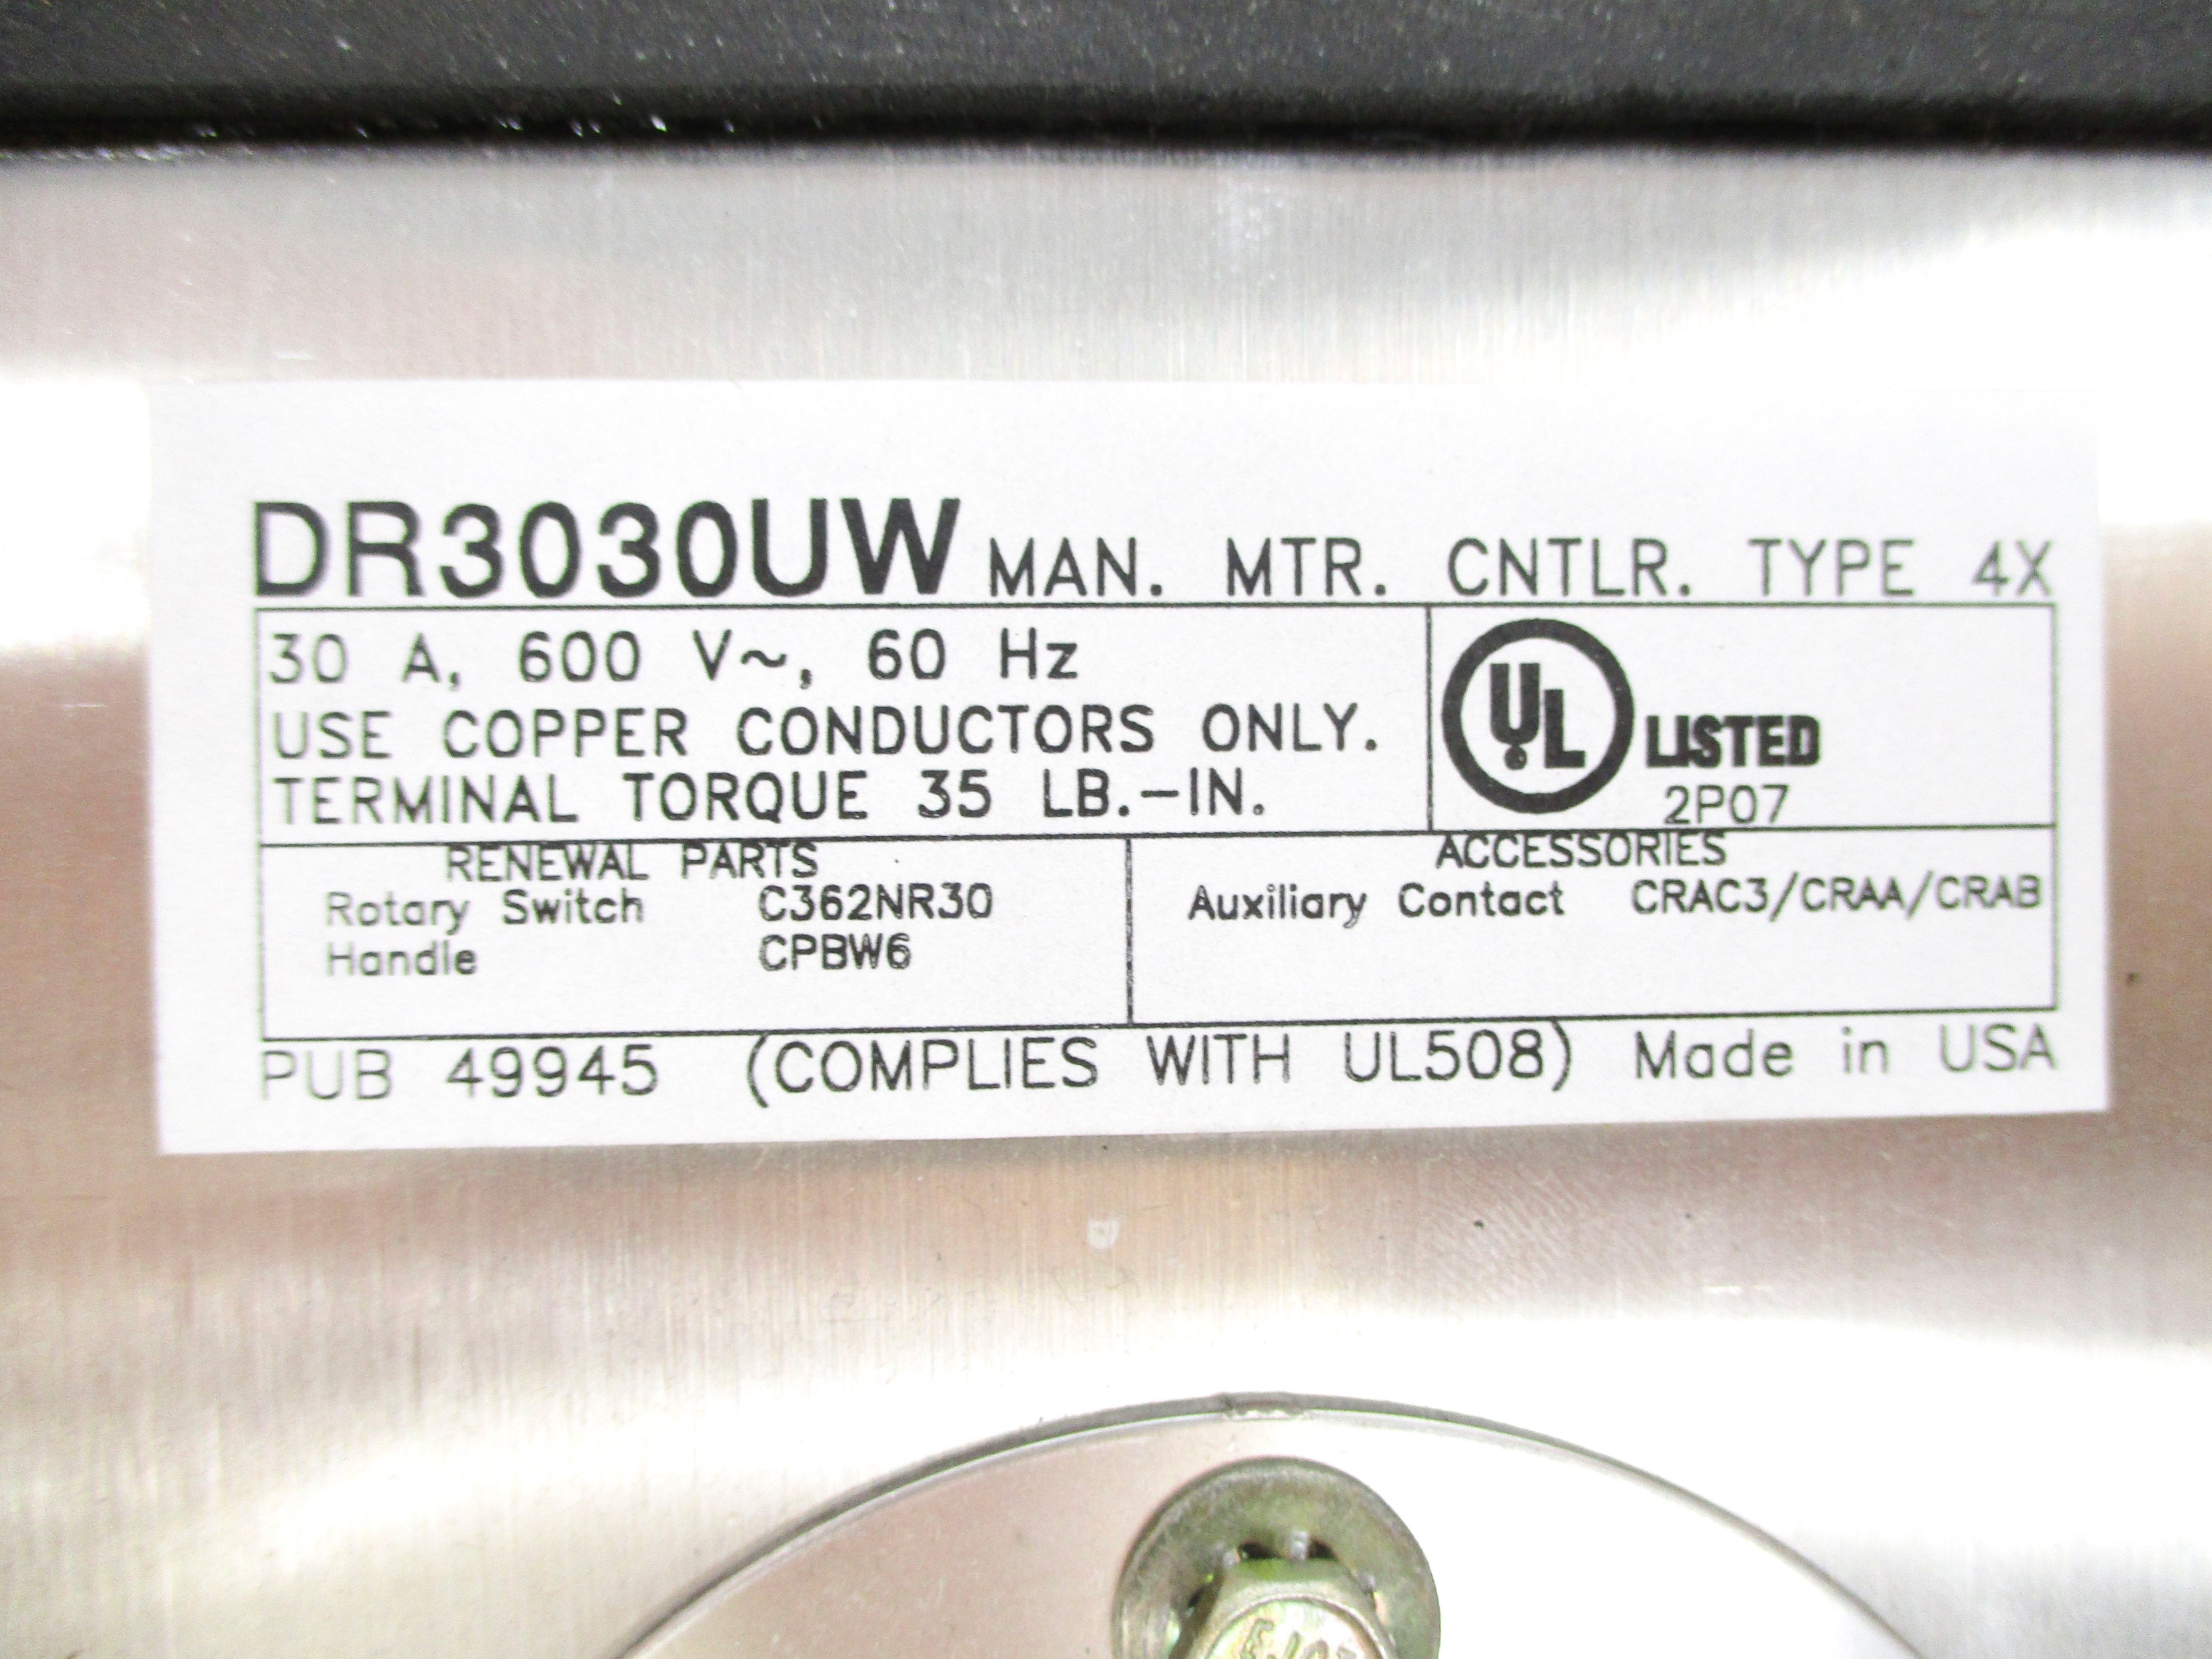 DR3030UW MAN. MTR. CNTLR. TYPE 4X
30 A, 600 V~, 60 Hz
USE COPPER CONDUCTORS ONLY.
TERMINAL TORQUE 35 LB.-IN.
UL LISTED
2P07
RENEWAL PARTS
Rotary Switch C362NR30
Handle CPBW6
ACCESSORIES
Auxiliary Contact CRAC3/CRAA/CRAB
PUB 49945 (COMPLIES WITH UL508) Made in USA